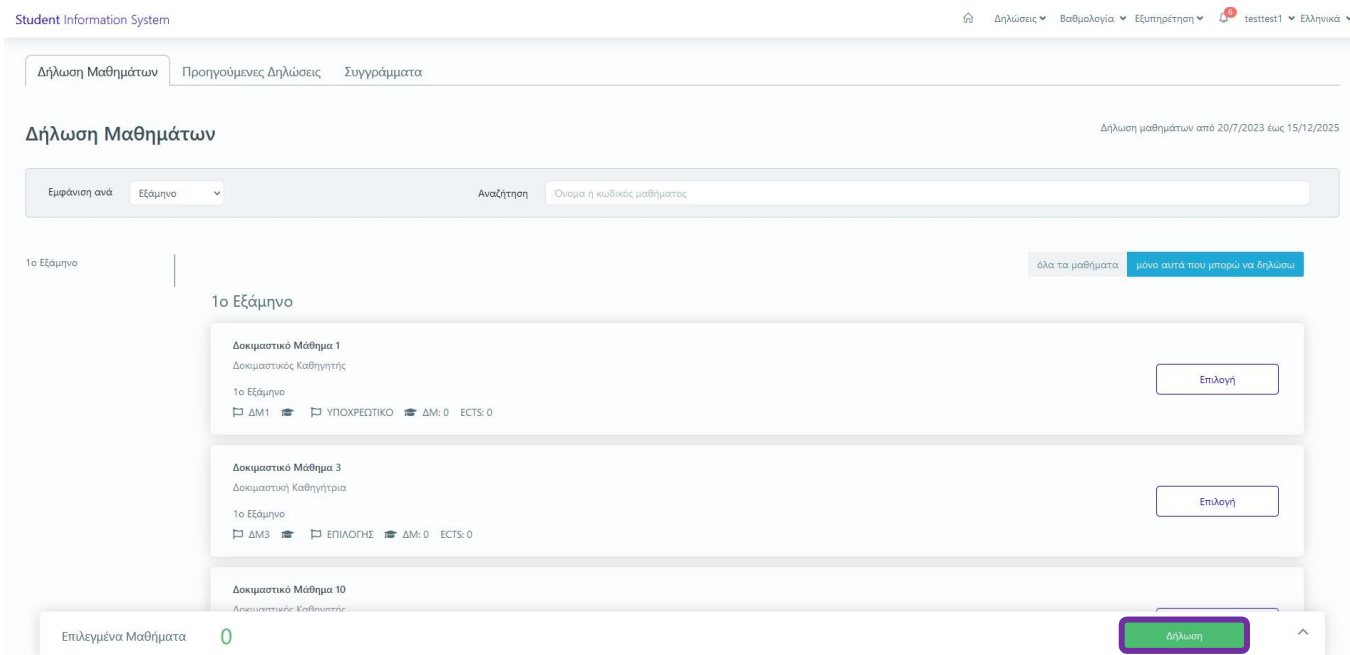 Student Information System
Δηλώσεις Βαθμολογία Εξυπηρέτηση 6 testtest1 Ελληνικά
Δήλωση Μαθημάτων Προηγούμενες Δηλώσεις Συγγράμματα
Δήλωση Μαθημάτων
Δήλωση μαθημάτων από 20/7/2023 έως 15/12/2025
Εμφάνιση ανά Εξάμηνο Αναζήτηση Όνομα ή κωδικός μαθήματος
1ο Εξάμηνο
όλα τα μαθήματα μόνο αυτά που μπορώ να δηλώσω
1ο Εξάμηνο
Δοκιμαστικό Μάθημα 1
Δοκιμαστικός Καθηγητής
Επιλογή
1ο Εξάμηνο
ΔΜ1 ΥΠΟΧΡΕΩΤΙΚΟ ΔΜ: 0 ECTS: 0
Δοκιμαστικό Μάθημα 3
Δοκιμαστική Καθηγήτρια
Επιλογή
1ο Εξάμηνο
ΔΜ3 ΕΠΙΛΟΓΗΣ ΔΜ: 0 ECTS: 0
Δοκιμαστικό Μάθημα 10
Δοκιμαστικός Καθηγητής
Επιλεγμένα Μαθήματα 0 Δήλωση